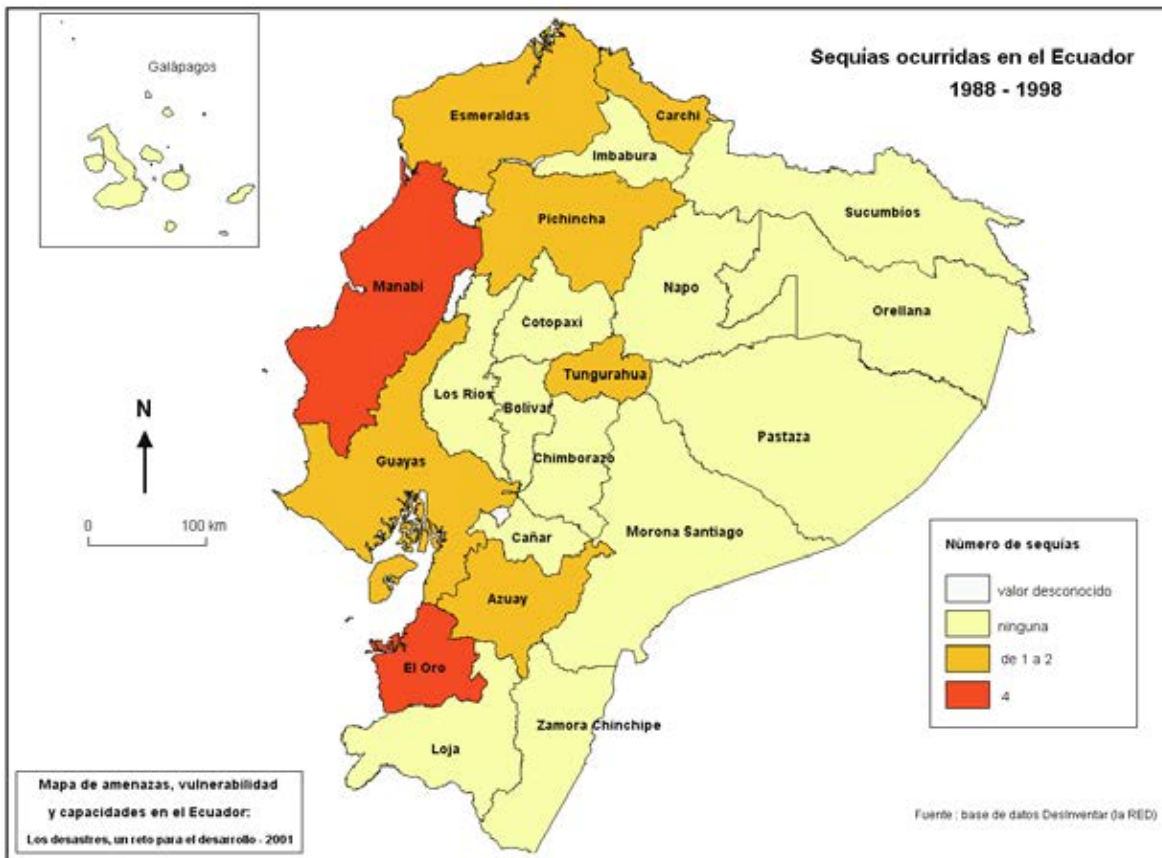 Sequías ocurridas en el Ecuador
1988 - 1998
Galápagos
Esmeraldas
Carchi
Imbabura
Sucumbíos
Pichincha
Manabí
Napo
Orellana
Cotopaxi
Tungurahua
Los Ríos
Bolívar
Pastaza
Chimborazo
Guayas
N
0 100 km
Morona Santiago
Cañar
Azuay
El Oro
Zamora Chinchipe
Loja
Número de sequías
valor desconocido
ninguna
de 1 a 2
4
Mapa de amenazas, vulnerabilidad
y capacidades en el Ecuador:
Los desastres, un reto para el desarrollo - 2001
Fuente : base de datos DesInventar (la RED)